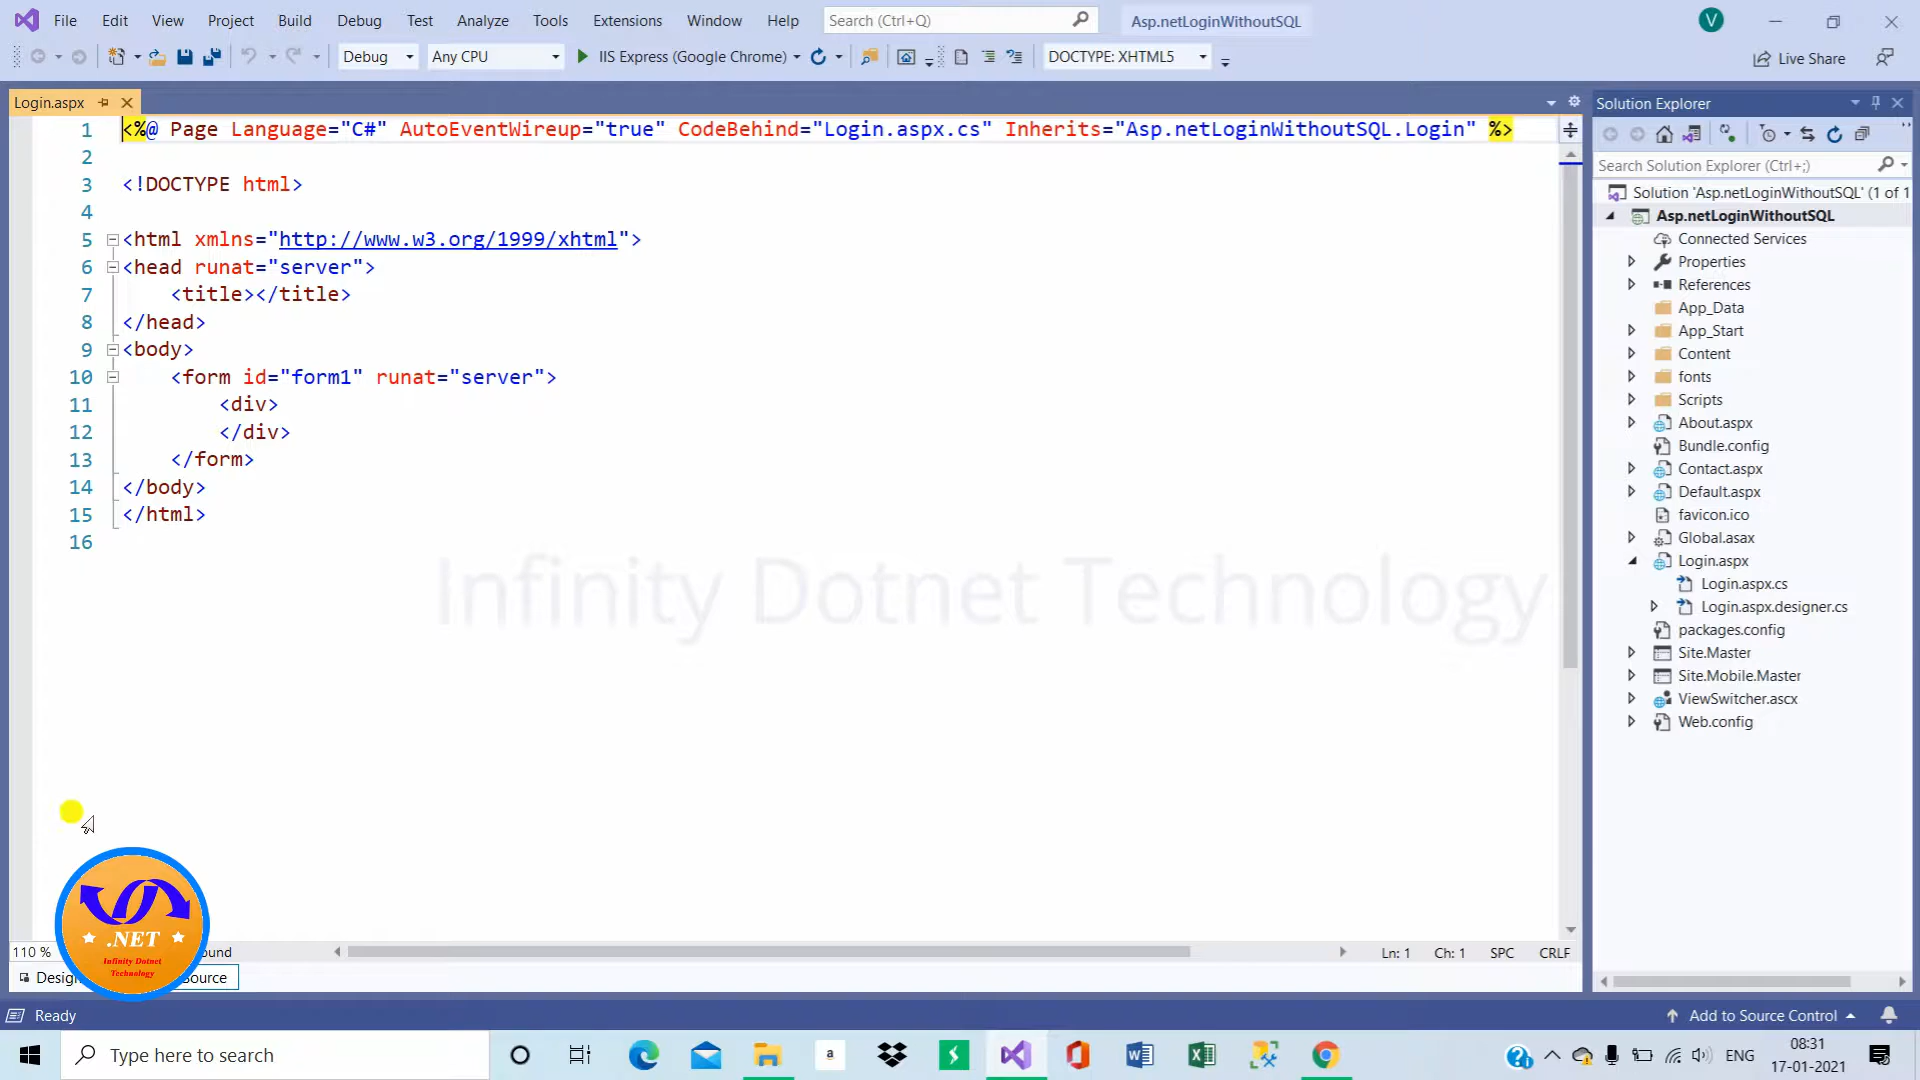 File Edit View Project Build Debug Test Analyze Tools Extensions Window Help Search (Ctrl+Q) Asp.netLoginWithoutSQL V
Debug Any CPU IIS Express (Google Chrome) DOCTYPE: XHTML5 Live Share
Login.aspx
1 <%@ Page Language="C#" AutoEventWireup="true" CodeBehind="Login.aspx.cs" Inherits="Asp.netLoginWithoutSQL.Login" %>
2
3 <!DOCTYPE html>
4
5 <html xmlns="http://www.w3.org/1999/xhtml">
6 <head runat="server">
7 <title></title>
8 </head>
9 <body>
10 <form id="form1" runat="server">
11 <div>
12 </div>
13 </form>
14 </body>
15 </html>
16
Infinity Dotnet Technology
.NET
Infinity Dotnet
Technology
110 % ound Ln: 1 Ch: 1 SPC CRLF
Design Source
Solution Explorer
Search Solution Explorer (Ctrl+;)
Solution 'Asp.netLoginWithoutSQL' (1 of 1
Asp.netLoginWithoutSQL
Connected Services
Properties
References
App_Data
App_Start
Content
fonts
Scripts
About.aspx
Bundle.config
Contact.aspx
Default.aspx
favicon.ico
Global.asax
Login.aspx
Login.aspx.cs
Login.aspx.designer.cs
packages.config
Site.Master
Site.Mobile.Master
ViewSwitcher.ascx
Web.config
Ready Add to Source Control
Type here to search a ENG
08:31
17-01-2021